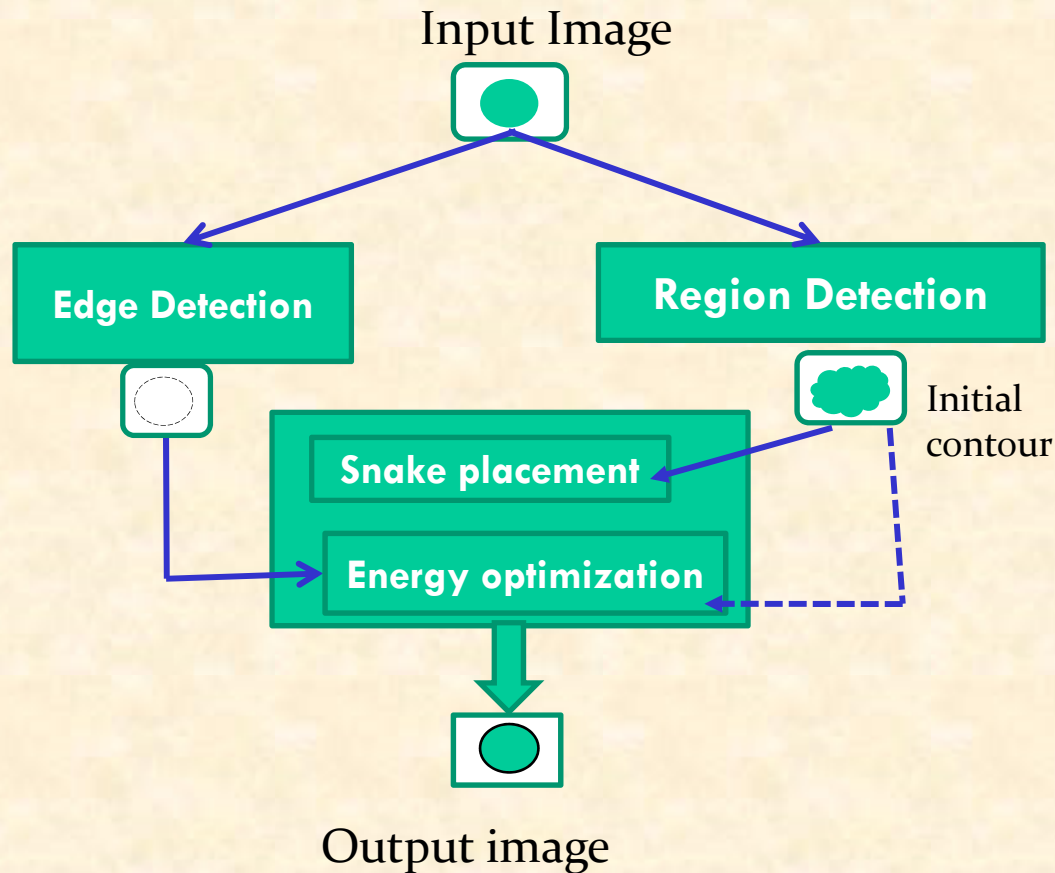 Input Image
Edge Detection
Region Detection
Initial
contour
Snake placement
Energy optimization
Output image